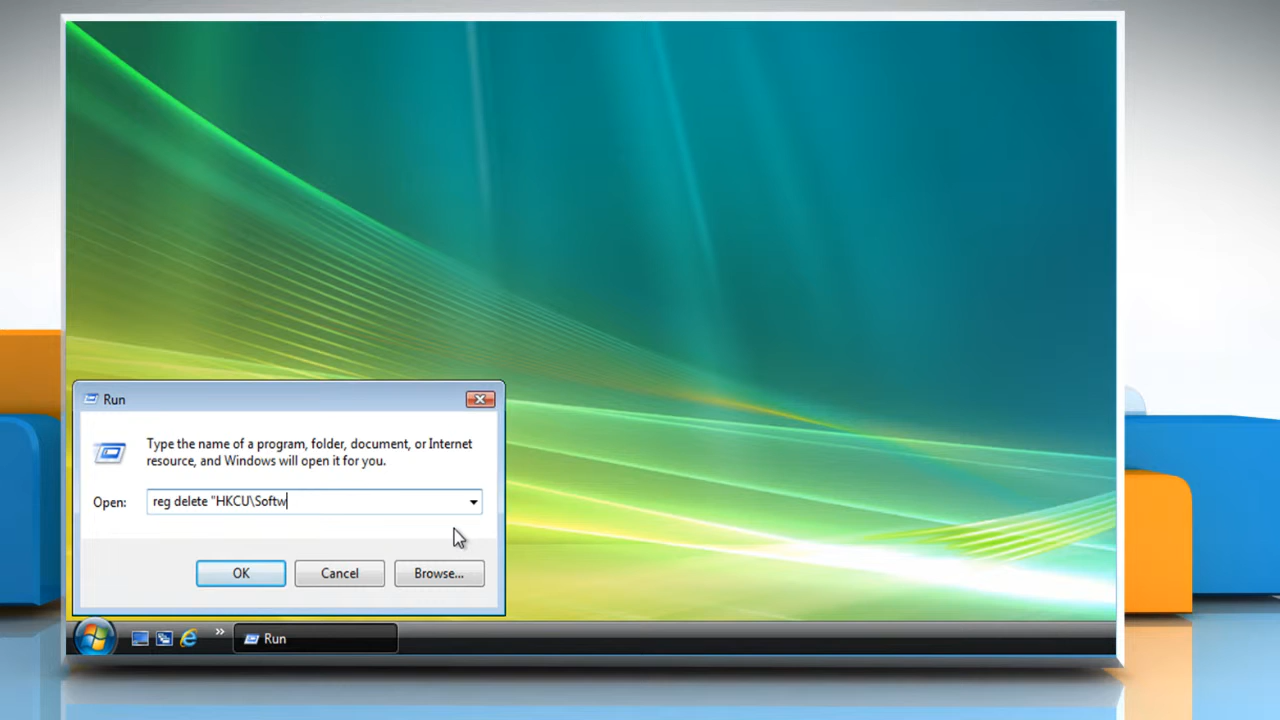 Run
Type the name of a program, folder, document, or Internet
resource, and Windows will open it for you.
Open: reg delete "HKCU\Softw
OK Cancel Browse...
» Run